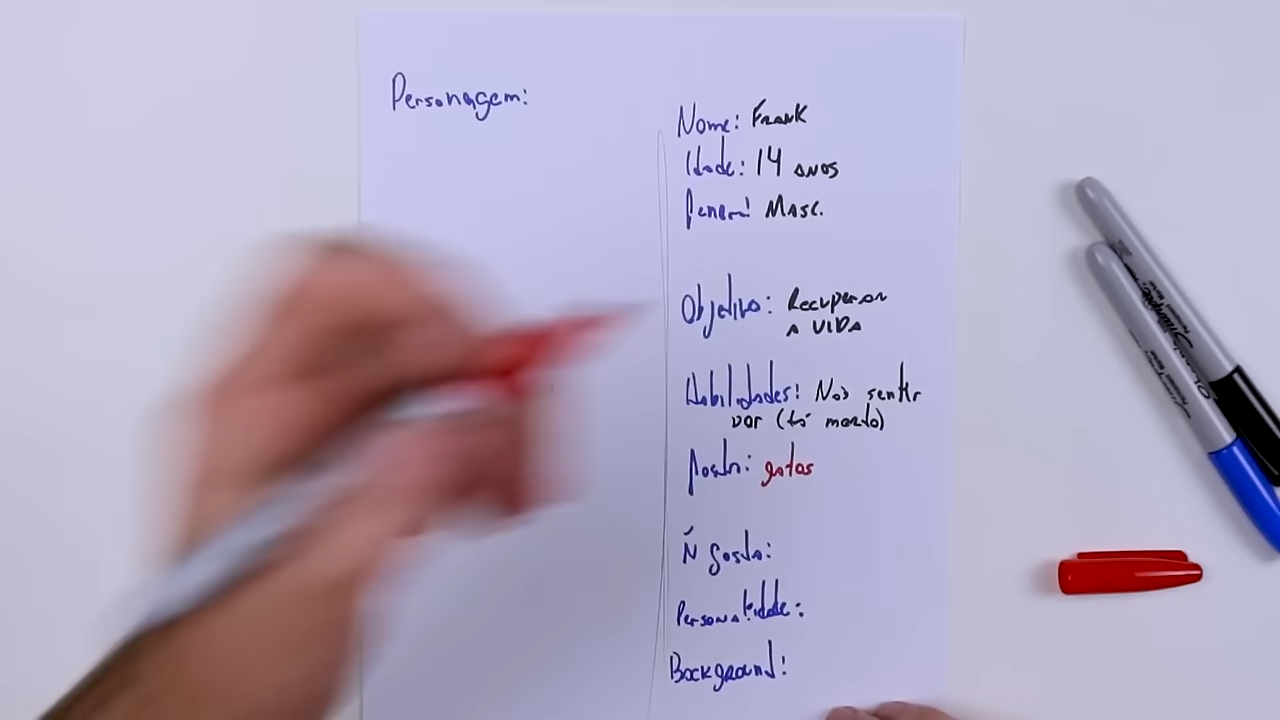 Personagem:
Nome: Frank
Idade: 14 anos
Genero: Masc.
Objetivo: Recuperar
a vida
Habilidades: Não sentir
dor (tá morto)
Gosta: gatos
Ñ gosta:
Personalidade:
Background:
Sharpie